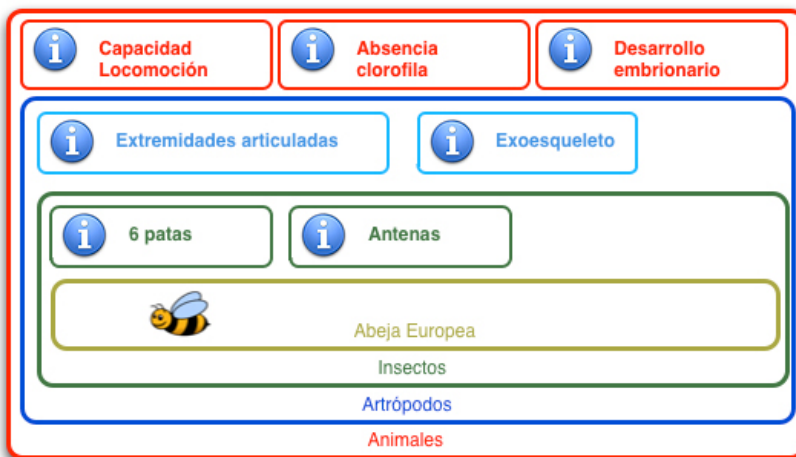 Capacidad
Locomoción
Absencia
clorofila
Desarrollo
embrionario
Extremidades articuladas
Exoesqueleto
6 patas
Antenas
Abeja Europea
Insectos
Artrópodos
Animales